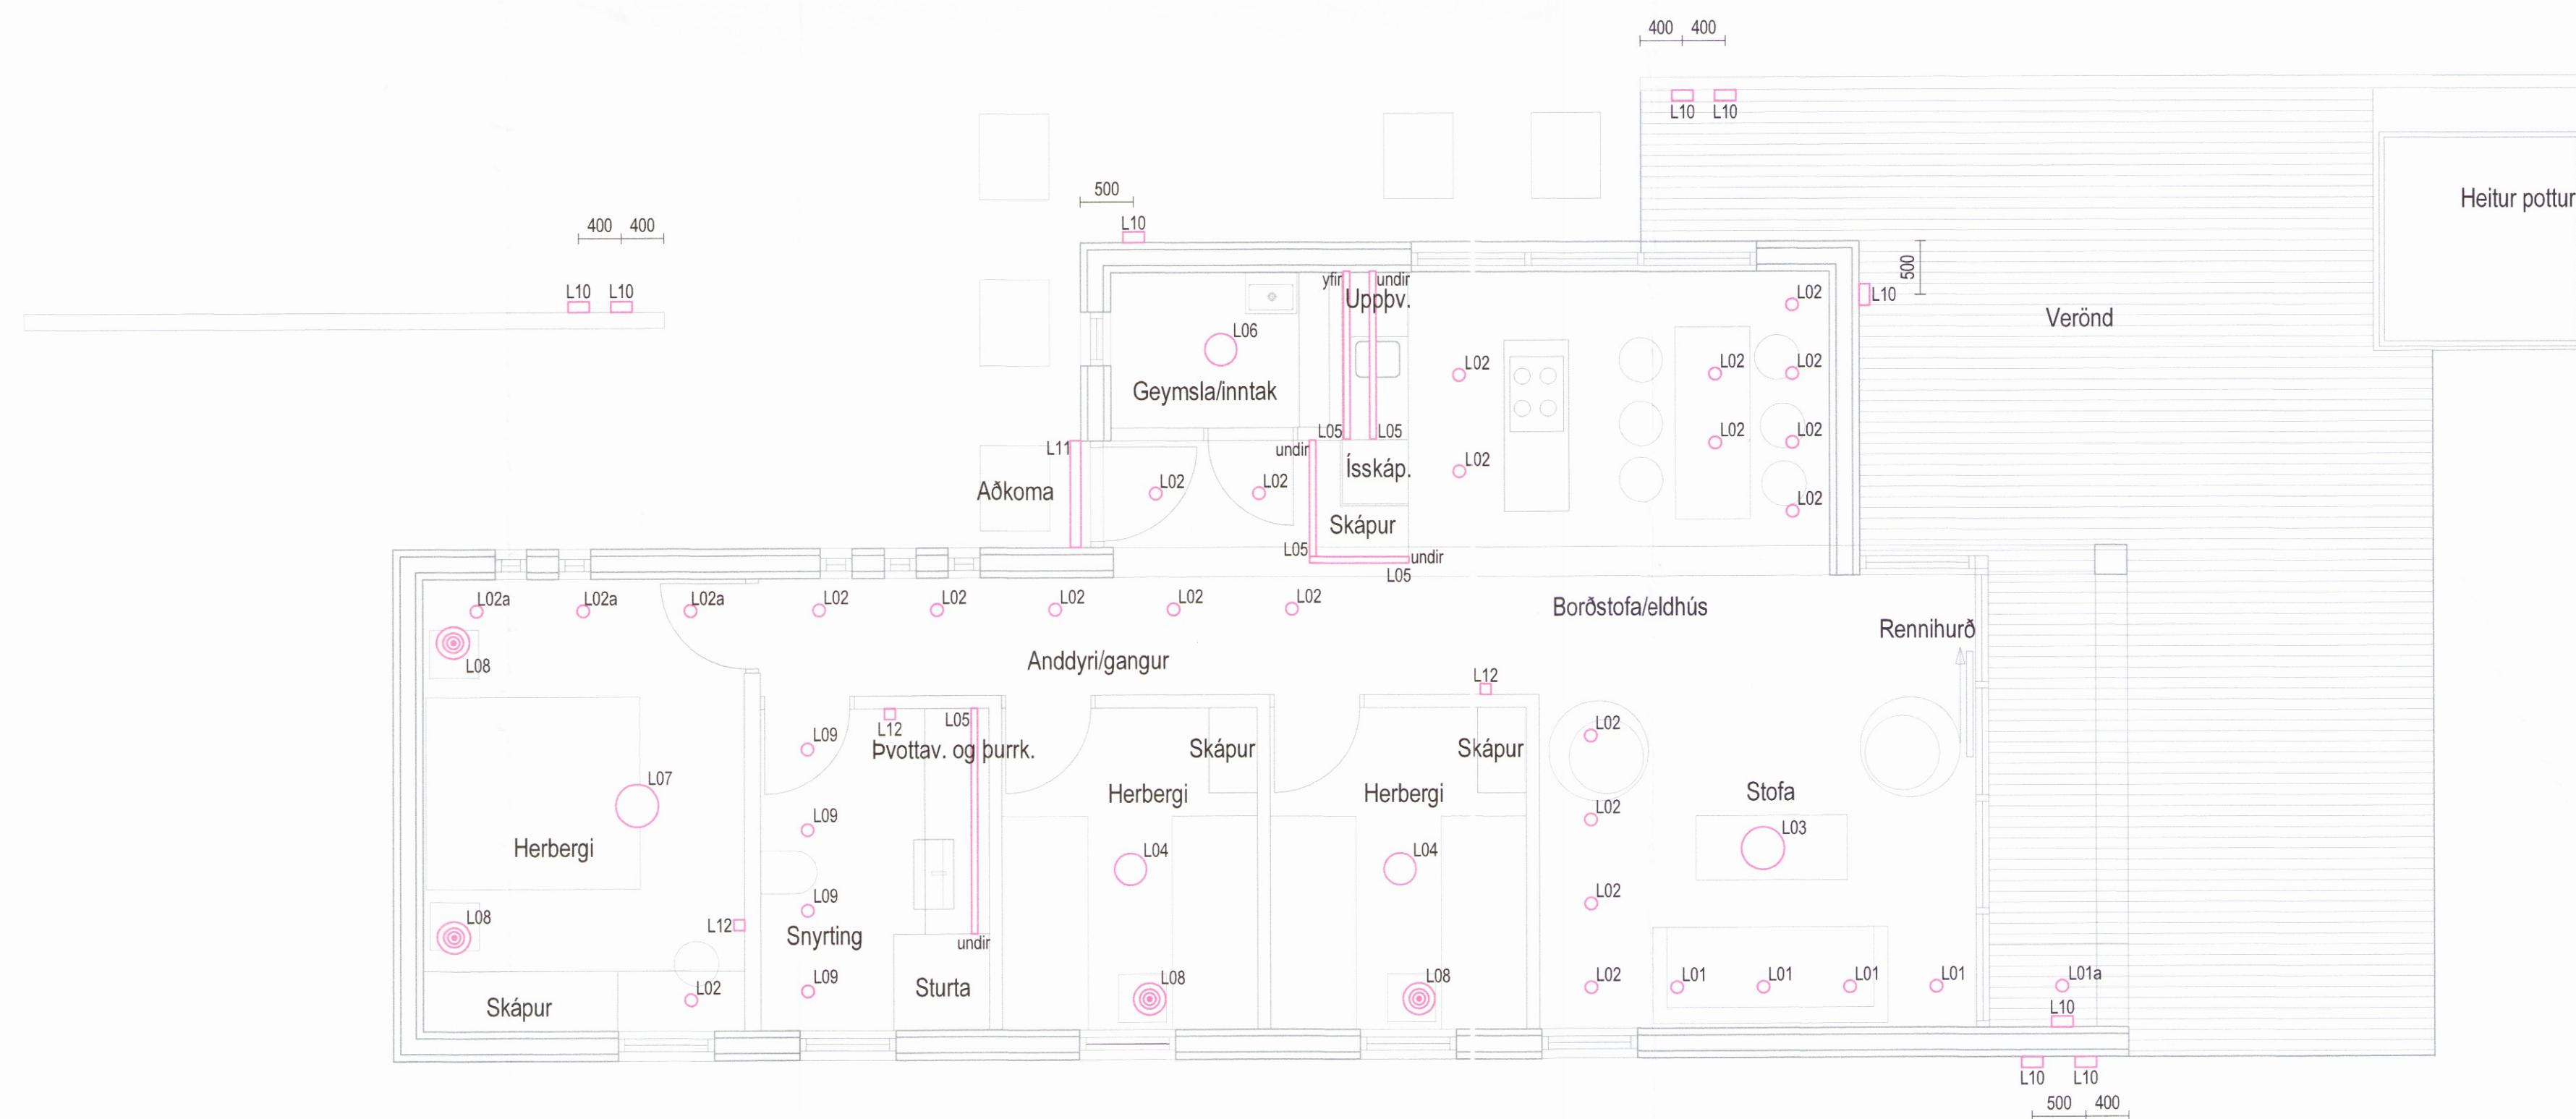 400 400
L10 L10
Heitur pottur
500
L10
400 400
L10 L10
yfir undir
Uppþv.
L10
500
L02
Verönd
L06
Geymsla/inntak
L02
L02
L02
L05 L05
L02
L02
L11
undir
Ísskáp.
L02
Aðkoma
L02
L02
L02
Skápur
L05
undir
L05
L02a
L02a
L02a
L02
L02
L02
L02
L02
Borðstofa/eldhús
Rennihurð
L08
Anddyri/gangur
L12
L12
L05
L09
Þvottav. og þurrk.
Skápur
Skápur
L02
L07
Herbergi
Herbergi
Stofa
L02
L09
L03
Herbergi
L04
L04
L09
L02
L08
L12
Snyrting
undir
L09
L02
Skápur
Sturta
L08
L08
L02
L01
L01
L01
L01
L01a
L10
L10 L10
500 400